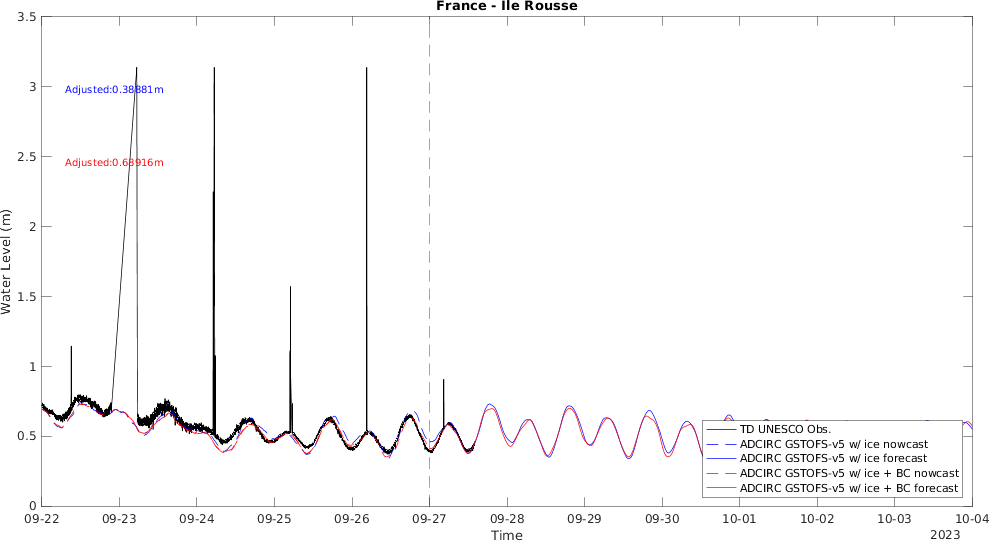 France - Ile Rousse
3.5
3
2.5
2
1.5
1
0.5
0
Water Level (m)
Adjusted:0.38881m
Adjusted:0.68916m
TD UNESCO Obs.
ADCIRC GSTOFS-v5 w/ ice nowcast
ADCIRC GSTOFS-v5 w/ ice forecast
ADCIRC GSTOFS-v5 w/ ice + BC nowcast
ADCIRC GSTOFS-v5 w/ ice + BC forecast
09-22 09-23 09-24 09-25 09-26 09-27 09-28 09-29 09-30 10-01 10-02 10-03 10-04
Time
2023